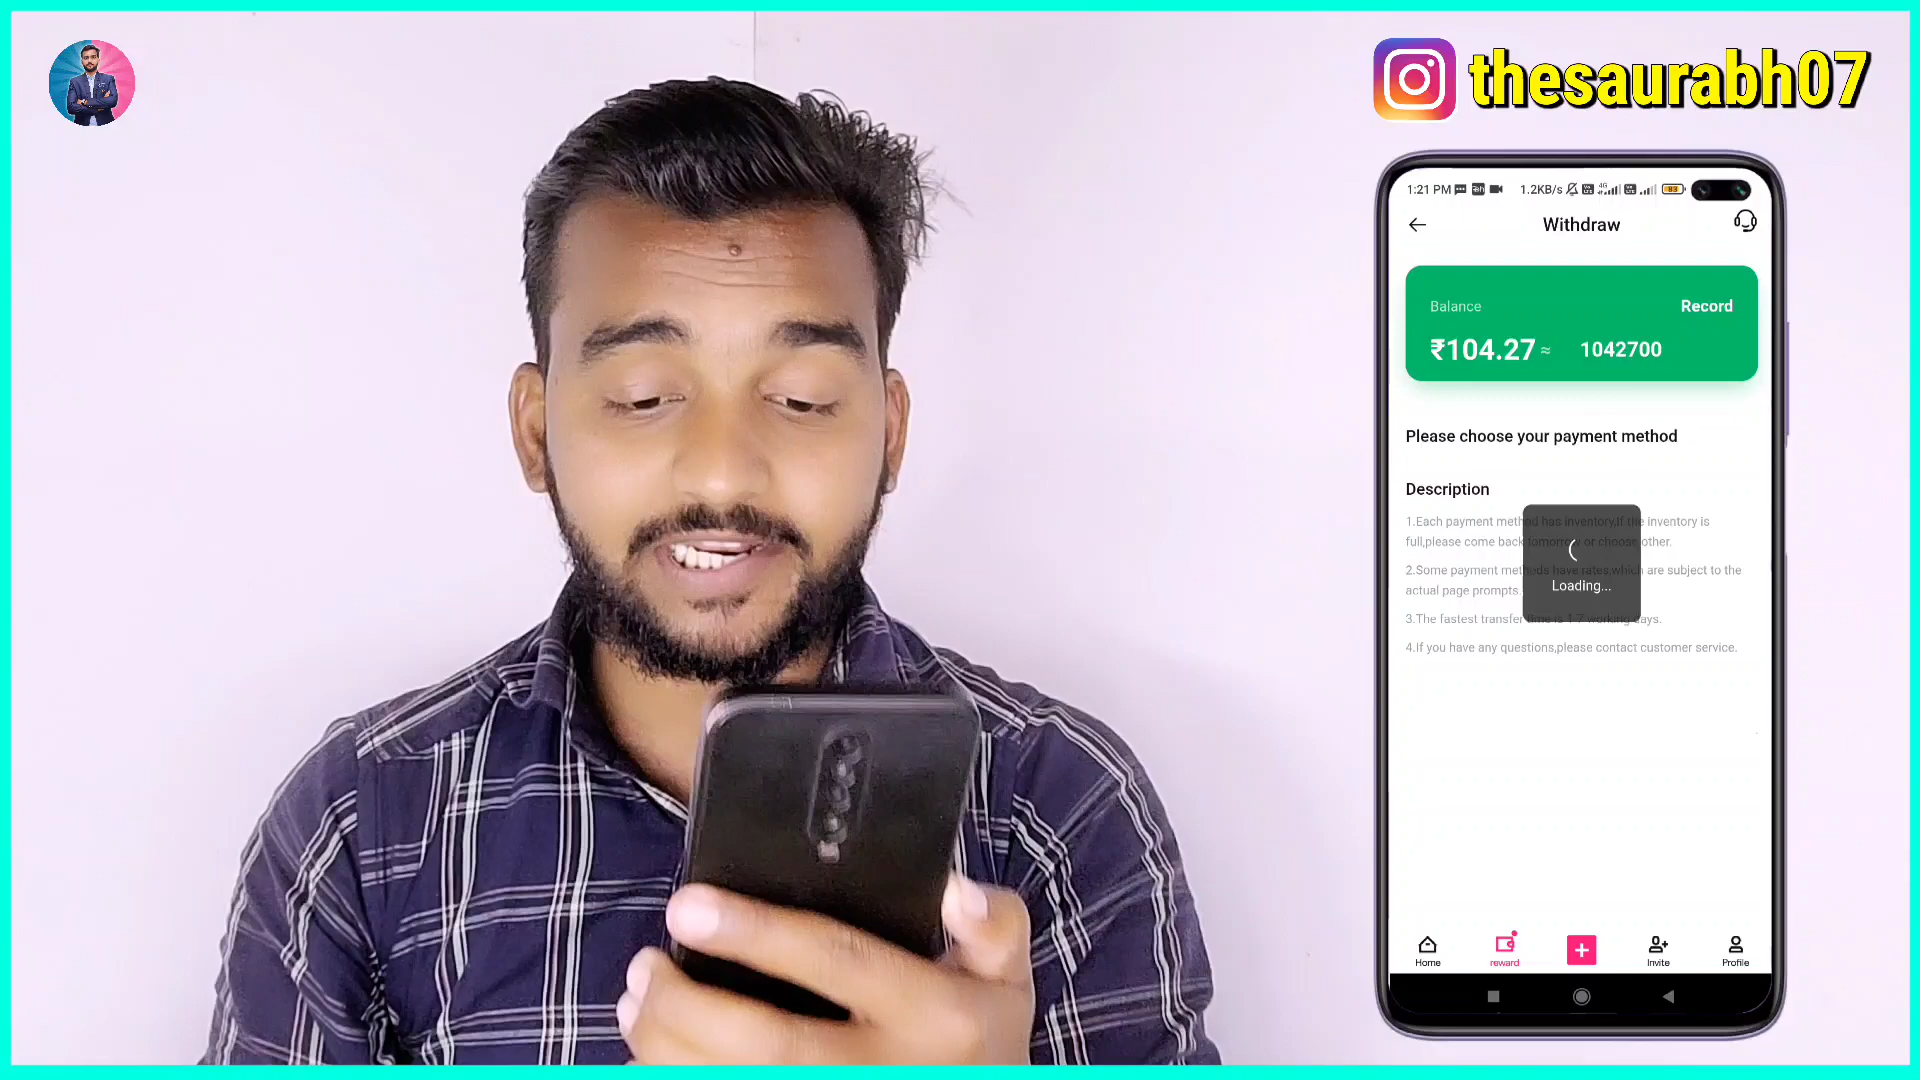 thesaurabh07
1:21 PM
1.2KB/s
83
Withdraw
Balance
Record
₹104.27 ≈ 1042700
Please choose your payment method
Description
1.Each payment method has inventory,if the inventory is
full,please come back tomorrow or choose other.
2.Some payment methods have rates,which are subject to the
actual page prompts.
3.The fastest transfer time is 1-7 working days.
4.If you have any questions,please contact customer service.
Loading...
Home
reward
Invite
Profile